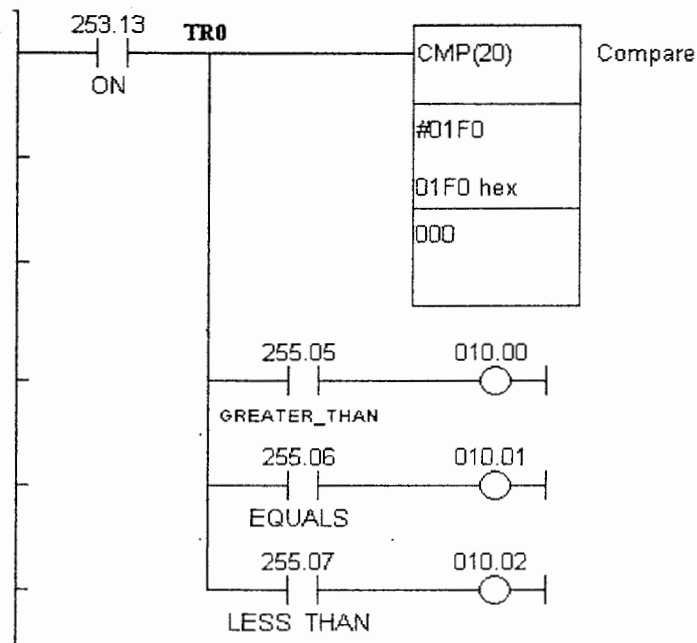 253.13
TR0
ON
CMP(20)
Compare
#01F0
01F0 hex
000
255.05
010.00
GREATER_THAN
255.06
010.01
EQUALS
255.07
010.02
LESS THAN